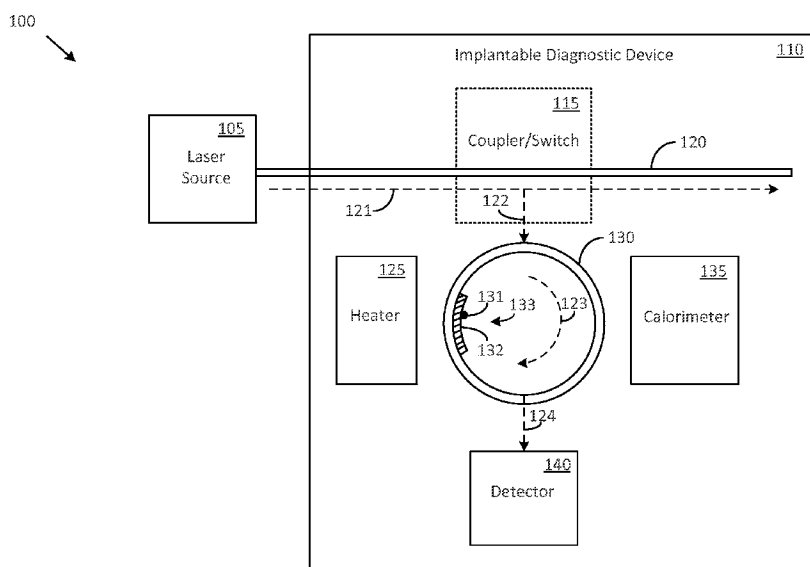 100
Implantable Diagnostic Device
110
105
Laser
Source
115
Coupler/Switch
120
121
122
130
125
Heater
131
133
132
123
135
Calorimeter
124
140
Detector